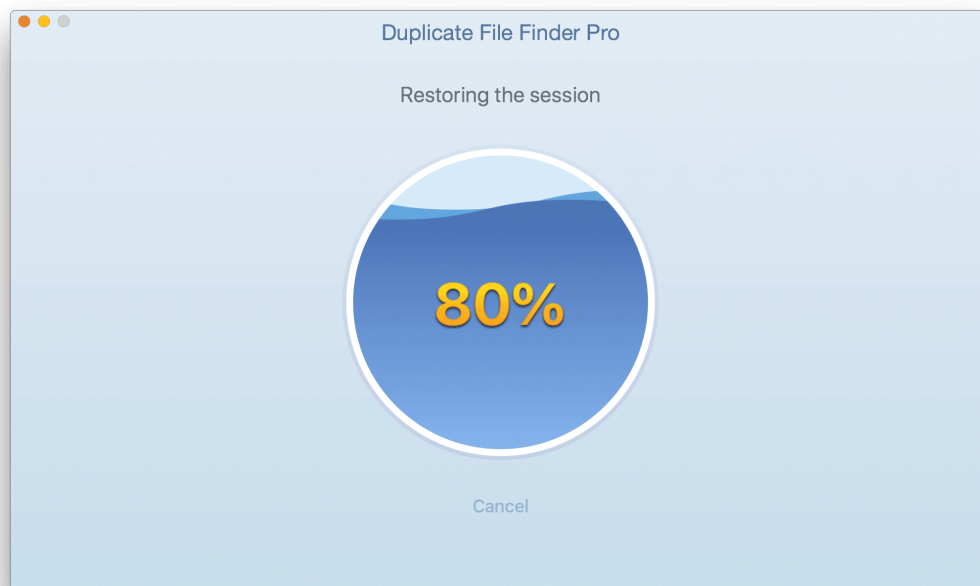 Duplicate File Finder Pro
Restoring the session
80%
Cancel